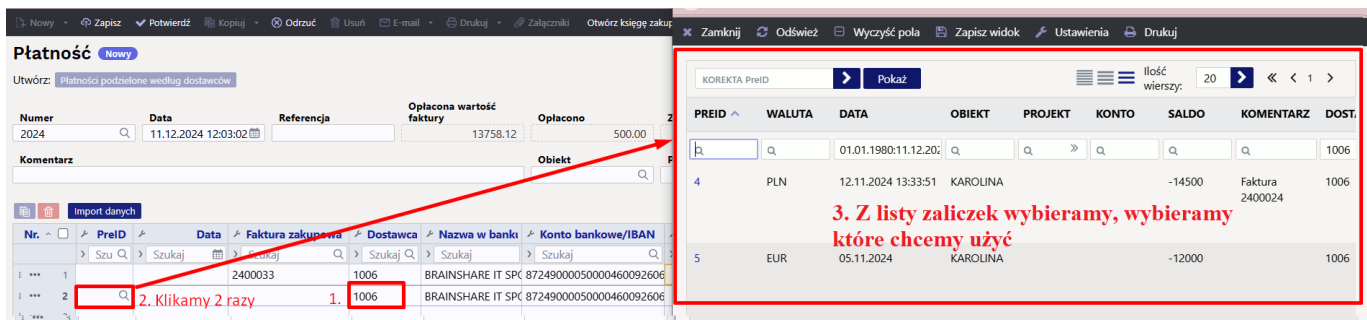 Nowy Zapisz Potwierdź Kopiuj Odrzuć Usuń E-mail Drukuj Załączniki Otwórz księgę zakup
Płatność Nowy
Utwórz: Płatności podzielone według dostawców
Numer Data Referencja Opłacona wartość faktury Opłacono Z
2024 11.12.2024 12:03:02 13758.12 500.00
Komentarz Obiekt P
Import danych
Nr. PreID Data Faktura zakupowa Dostawca Nazwa w banku Konto bankowe/IBAN
Szu Szukaj Szukaj Szukaj Szukaj Szukaj
1 2400033 1006 BRAINSHARE IT SPÓ 87249000050000460092606
2 2. Klikamy 2 razy 1. 1006 BRAINSHARE IT SPÓ 87249000050000460092606
Zamknij Odśwież Wyczyść pola Zapisz widok Ustawienia Drukuj
KOREKTA PreID Pokaż Ilość wierszy: 20 1
PREID WALUTA DATA OBIEKT PROJEKT KONTO SALDO KOMENTARZ DOSTA
01.01.1980:11.12.202 1006
4 PLN 12.11.2024 13:33:51 KAROLINA -14500 Faktura 2400024 1006
3. Z listy zaliczek wybieramy, wybieramy
które chcemy użyć
5 EUR 05.11.2024 KAROLINA -12000 1006